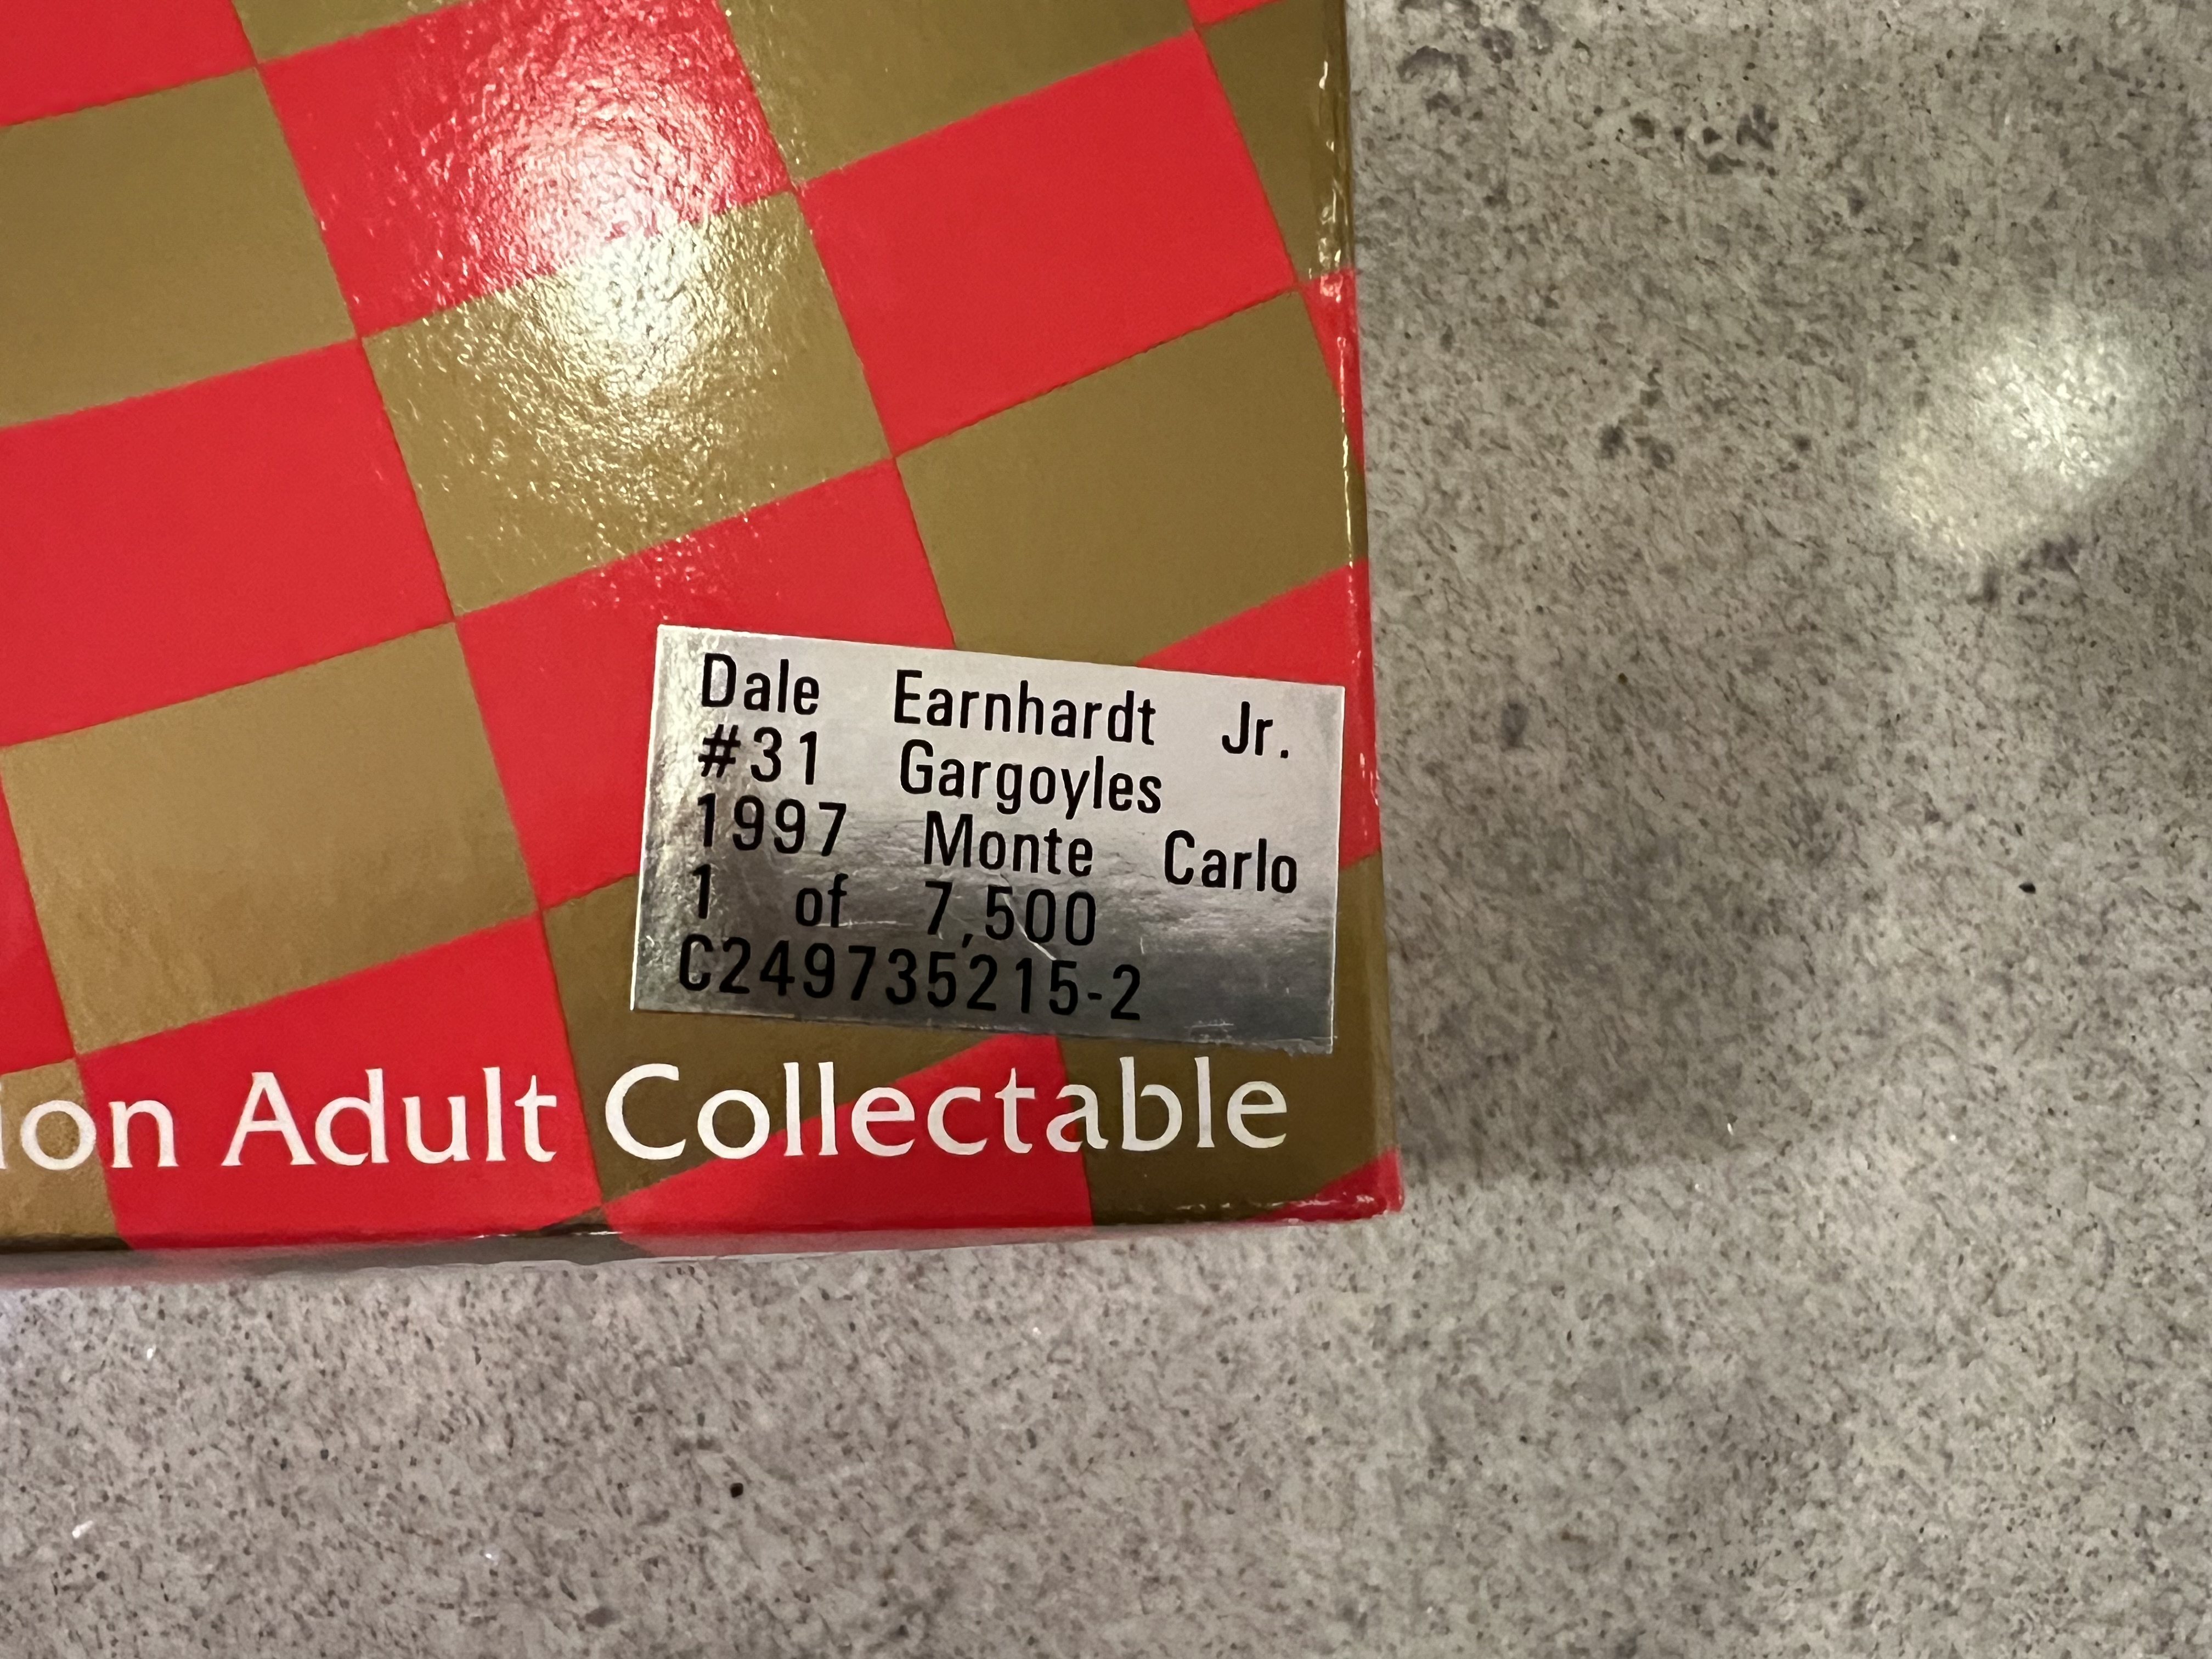 Dale Earnhardt Jr.
#31 Gargoyles
1997 Monte Carlo
1 of 7,500
C249735215-2
ion Adult Collectable